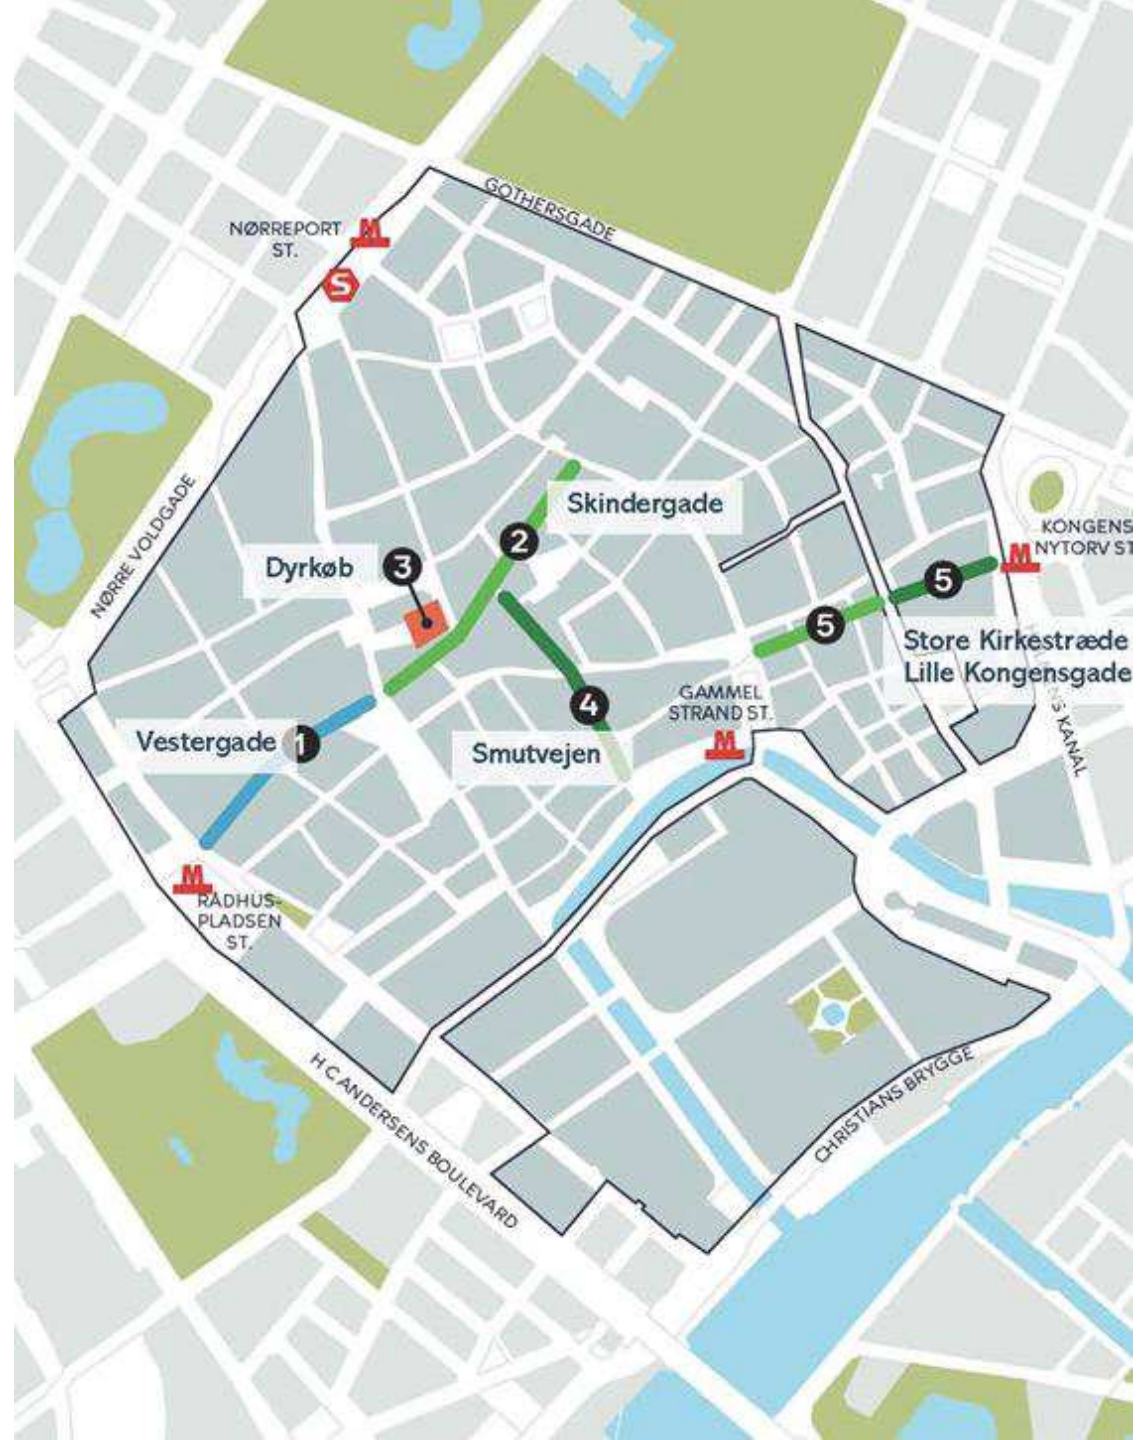 GOTHERSGADE
M
NØRREPORT
ST.
S
NØRRE VOLDGADE
Skindergade
2
Dyrkøb
3
KONGENS
NYTORV ST
M
5
5
Store Kirkestræde
Lille Kongensgade
GAMMEL
STRAND ST.
M
4
Smutvejen
Vestergade
1
M
RÅDHUS-
PLADSEN
ST.
NS KANAL
H C ANDERSENS BOULEVARD
CHRISTIANS BRYGGE